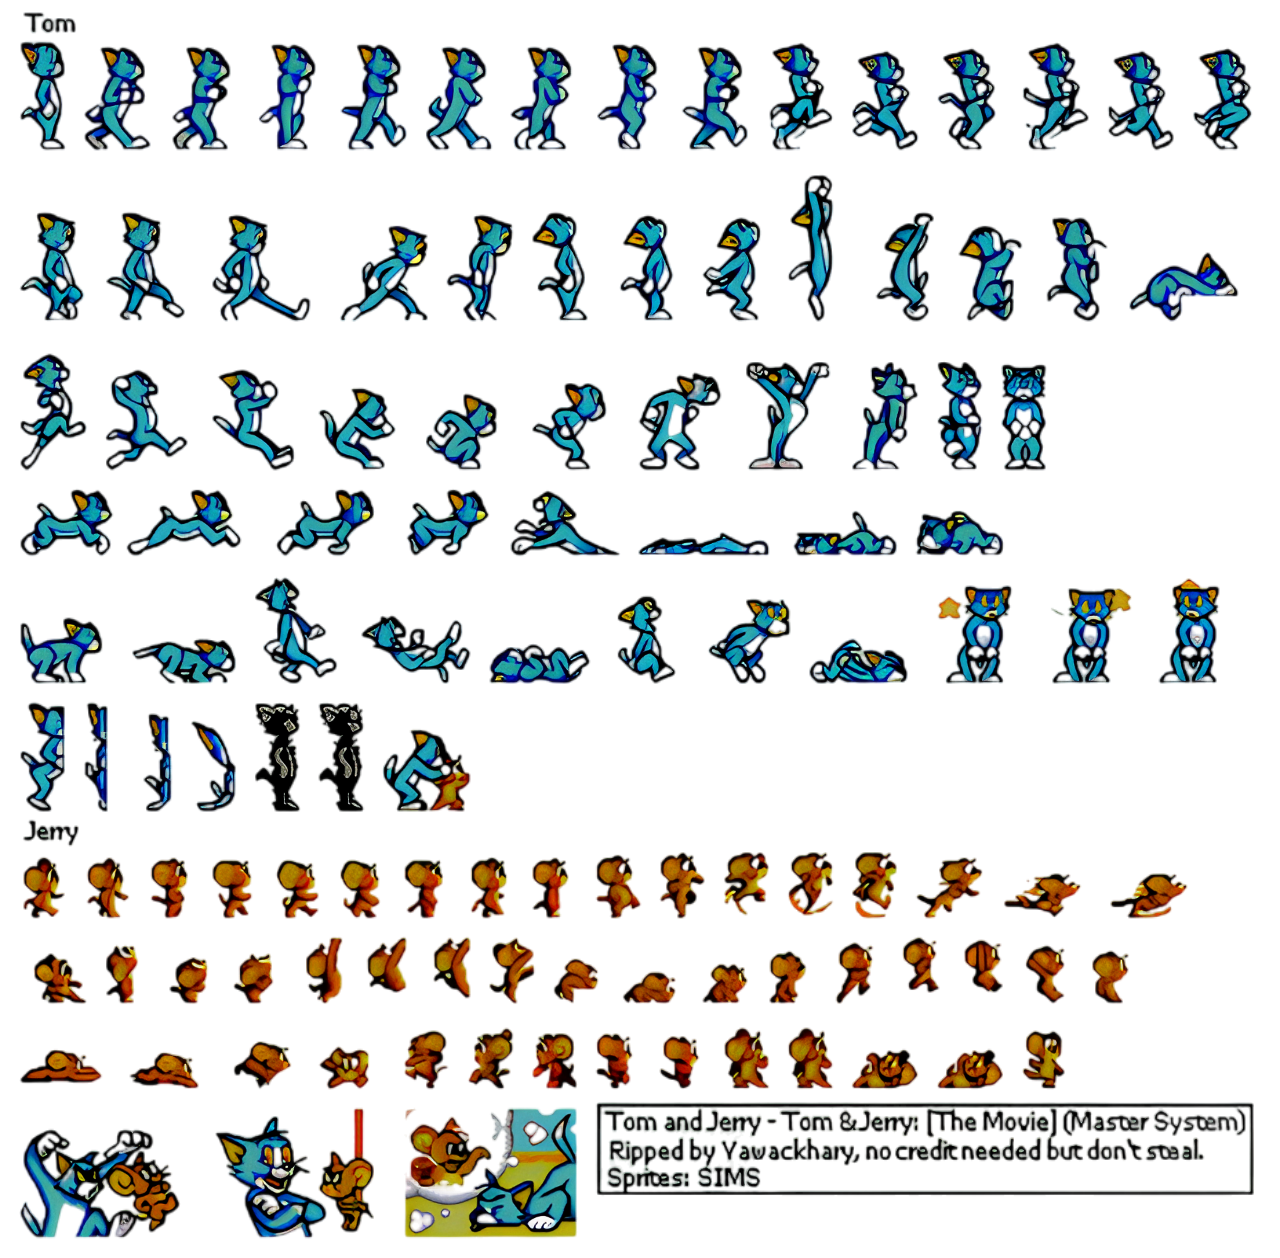 Tom
Jerry
Tom and Jerry - Tom & Jerry: [The Movie] (Master System)
Ripped by Yawackhary, no credit needed but don't steal.
Sprites: SIMS